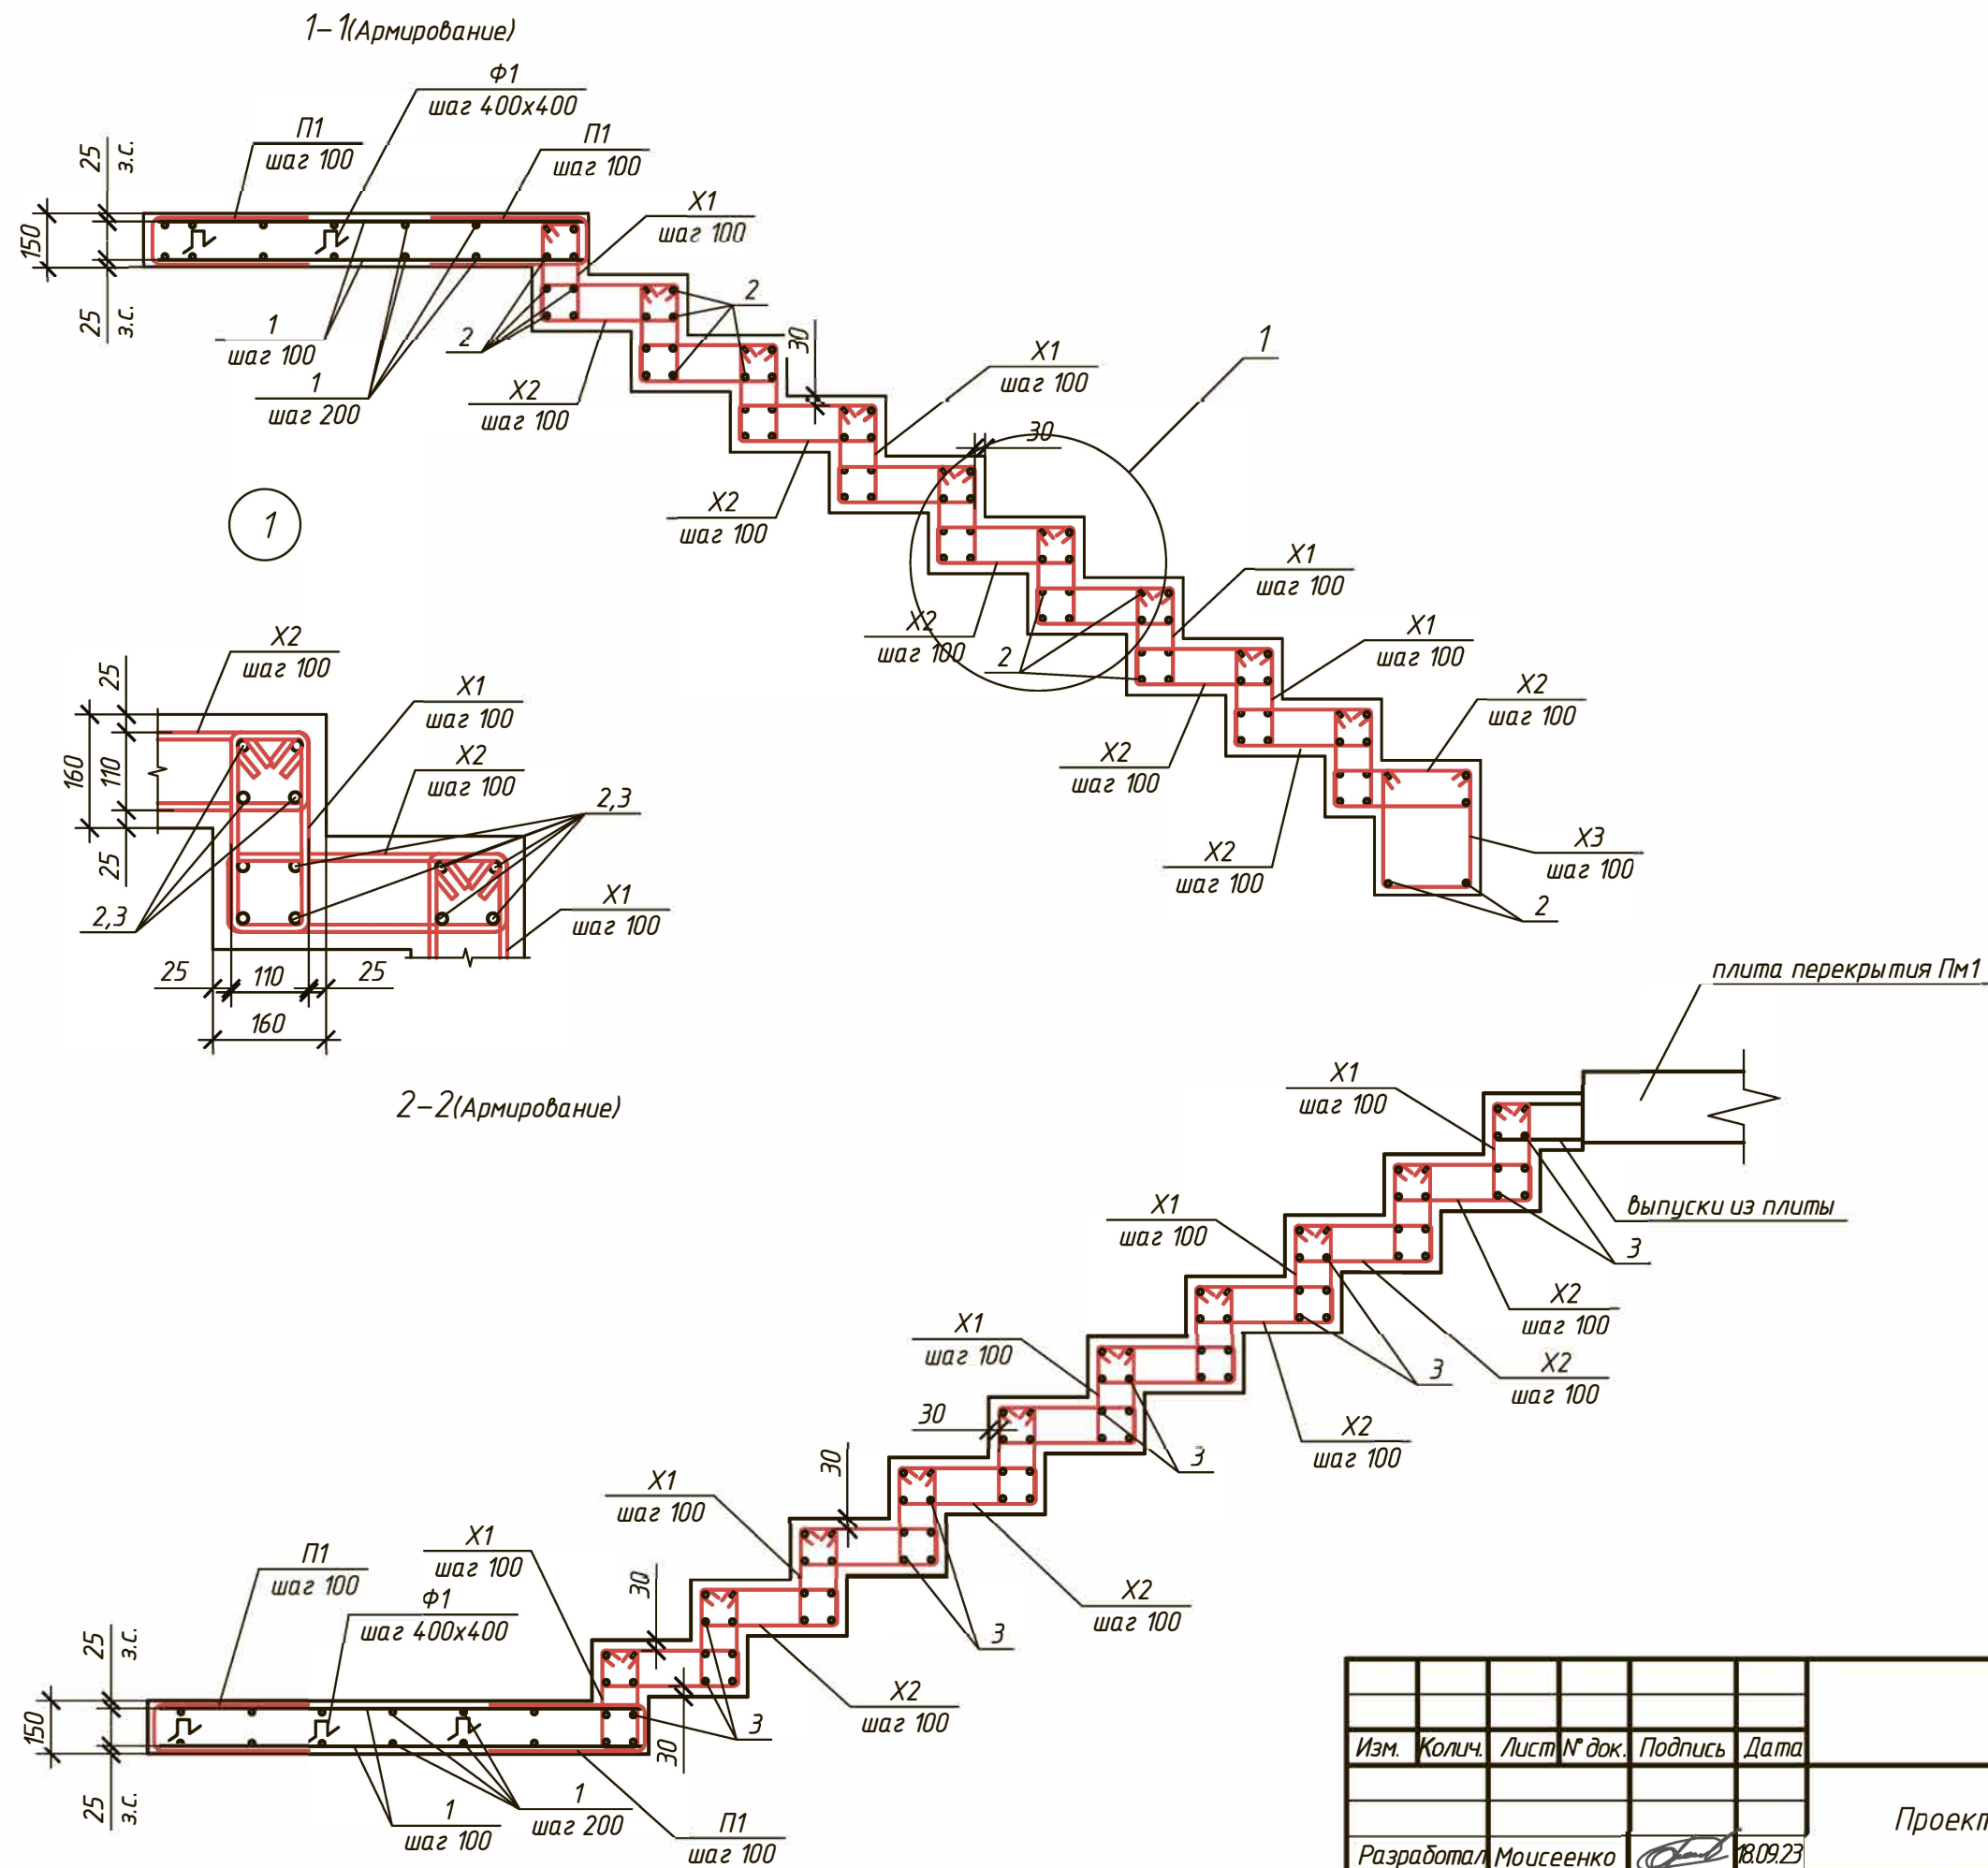 1-1(Армирование)
Ф1
шаг 400х400
П1
шаг 100
П1
шаг 100
25
з.с.
Х1
шаг 100
150
25
з.с.
1
шаг 100
1
шаг 200
2
2
Х2
шаг 100
30
Х1
шаг 100
1
30
Х2
шаг 100
1
Х1
шаг 100
Х2
шаг 100
2
Х1
шаг 100
Х2
шаг 100
Х2
шаг 100
Х2
шаг 100
Х3
шаг 100
2
Х2
шаг 100
25
Х1
шаг 100
160
110
Х2
шаг 100
2,3
25
2,3
Х1
шаг 100
25
110
25
160
2-2(Армирование)
плита перекрытия Пм1
Х1
шаг 100
выпуски из плиты
3
Х1
шаг 100
Х2
шаг 100
Х1
шаг 100
3
Х2
шаг 100
30
Х2
шаг 100
3
30
Х1
шаг 100
Х2
шаг 100
3
Х1
шаг 100
П1
шаг 100
Ф1
шаг 400х400
30
25
з.с.
Х2
шаг 100
3
150
30
25
з.с.
1
шаг 100
1
шаг 200
П1
шаг 100
Изм. Колич. Лист № док. Подпись Дата
Проект
Разработал Моисеенко 18.09.23